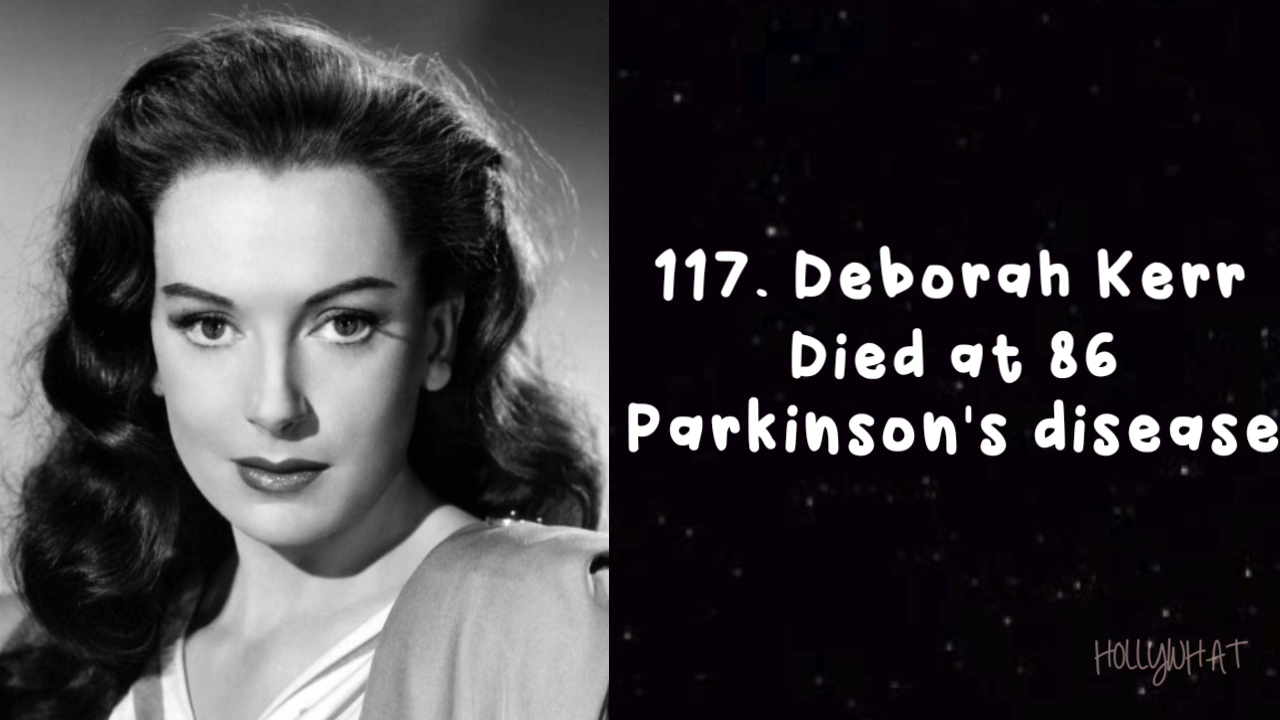 117. Deborah Kerr
Died at 86
Parkinson's disease
HOLLYWHAT